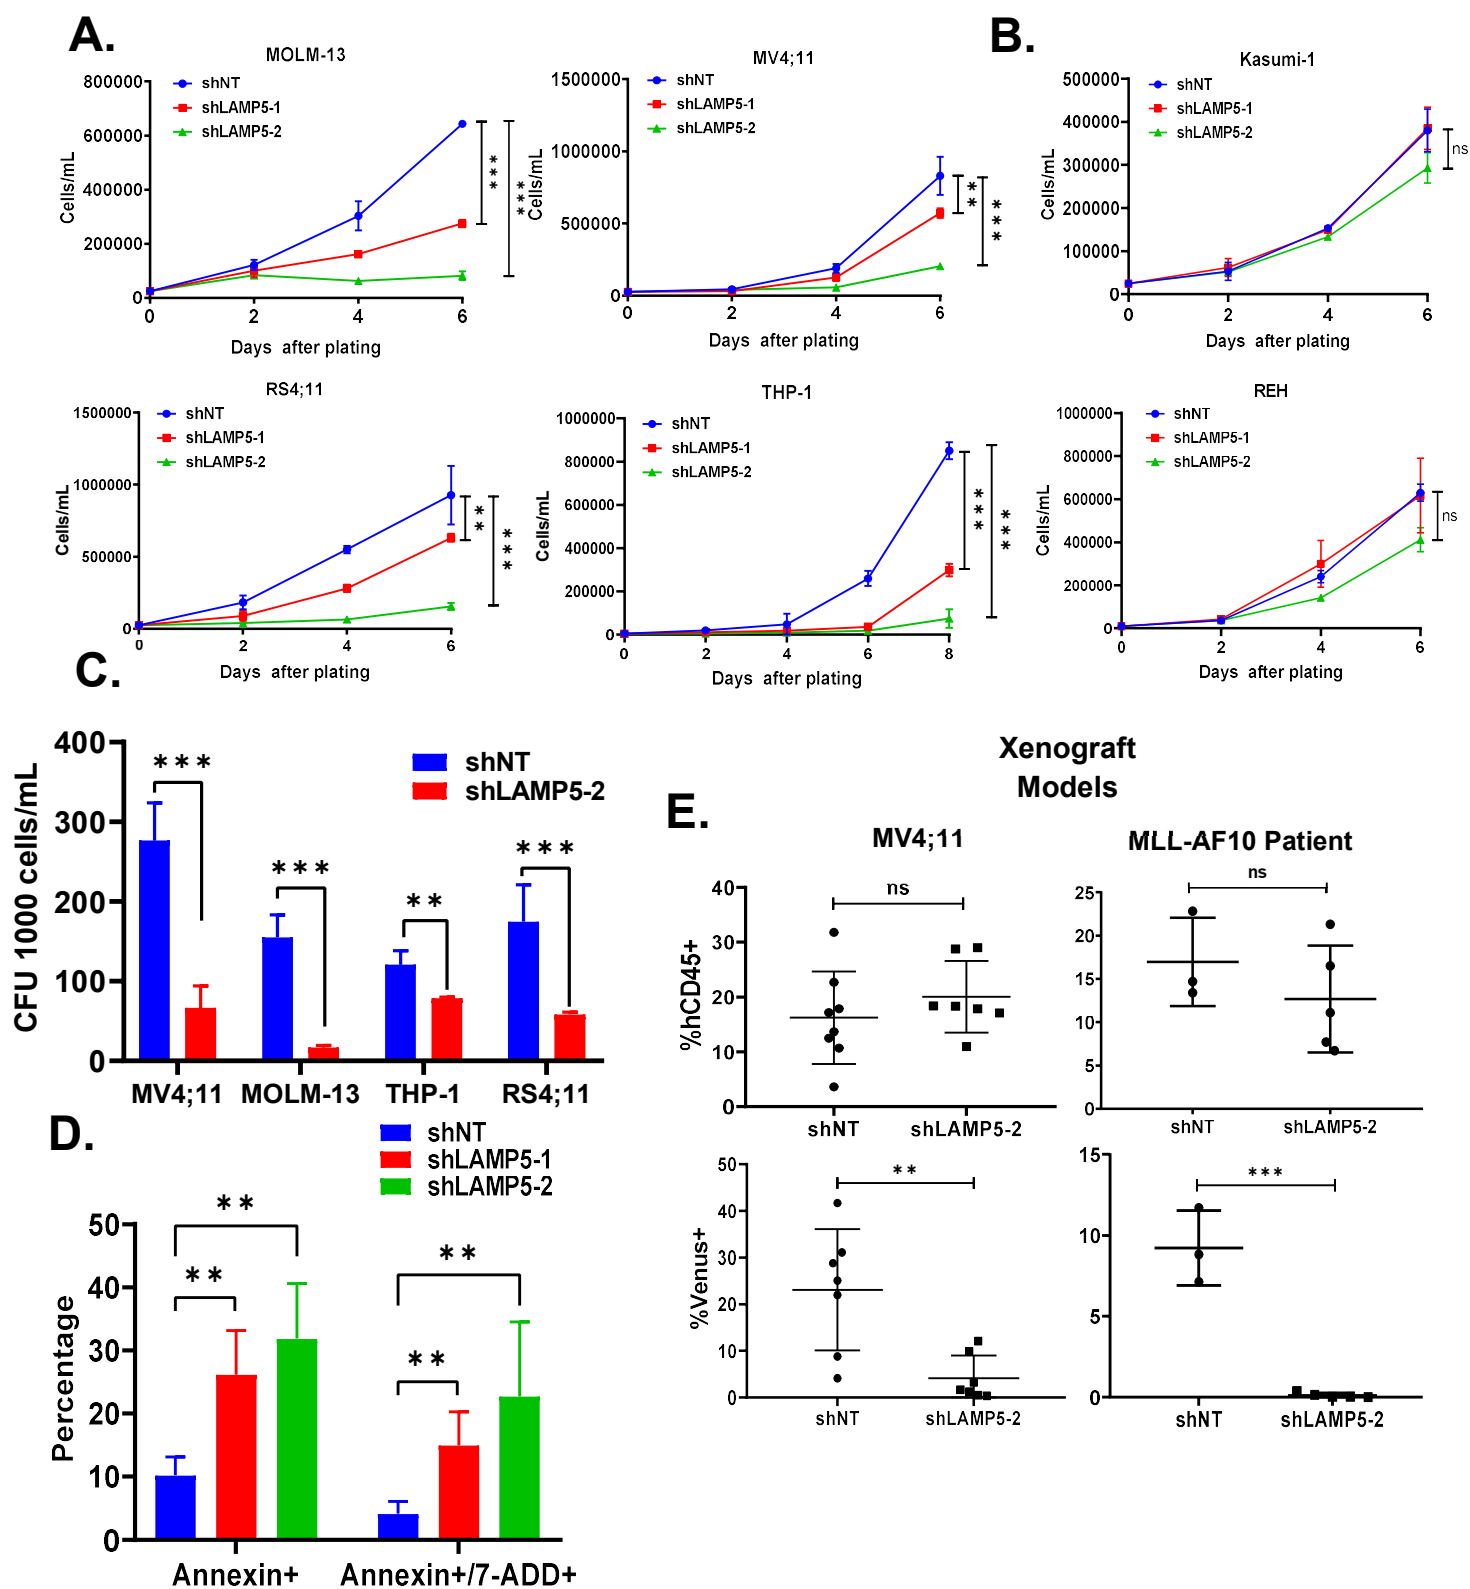 A.
MOLM-13
shNT
shLAMP5-1
shLAMP5-2
Cells/mL
800000
600000
400000
200000
0
0 2 4 6
Days after plating
***
***
MV4;11
shNT
shLAMP5-1
shLAMP5-2
Cells/mL
1500000
1000000
500000
0
0 2 4 6
Days after plating
**
***
B.
Kasumi-1
shNT
shLAMP5-1
shLAMP5-2
Cells/mL
500000
400000
300000
200000
100000
0
0 2 4 6
Days after plating
ns
RS4;11
shNT
shLAMP5-1
shLAMP5-2
Cells/mL
1500000
1000000
500000
0
0 2 4 6
Days after plating
**
***
THP-1
shNT
shLAMP5-1
shLAMP5-2
Cells/mL
1000000
800000
600000
400000
200000
0
0 2 4 6 8
Days after plating
***
***
REH
shNT
shLAMP5-1
shLAMP5-2
Cells/mL
1000000
800000
600000
400000
200000
0
0 2 4 6
Days after plating
ns
C.
shNT
shLAMP5-2
CFU 1000 cells/mL
400
300
200
100
0
***
***
**
***
MV4;11 MOLM-13 THP-1 RS4;11
D.
shNT
shLAMP5-1
shLAMP5-2
Percentage
50
40
30
20
10
0
**
**
**
**
Annexin+ Annexin+/7-ADD+
Xenograft
Models
E.
MV4;11
%hCD45+
40
30
20
10
0
ns
shNT shLAMP5-2
MLL-AF10 Patient
25
20
15
10
5
0
ns
shNT shLAMP5-2
%Venus+
50
40
30
20
10
0
**
shNT shLAMP5-2
15
10
5
0
***
shNT shLAMP5-2